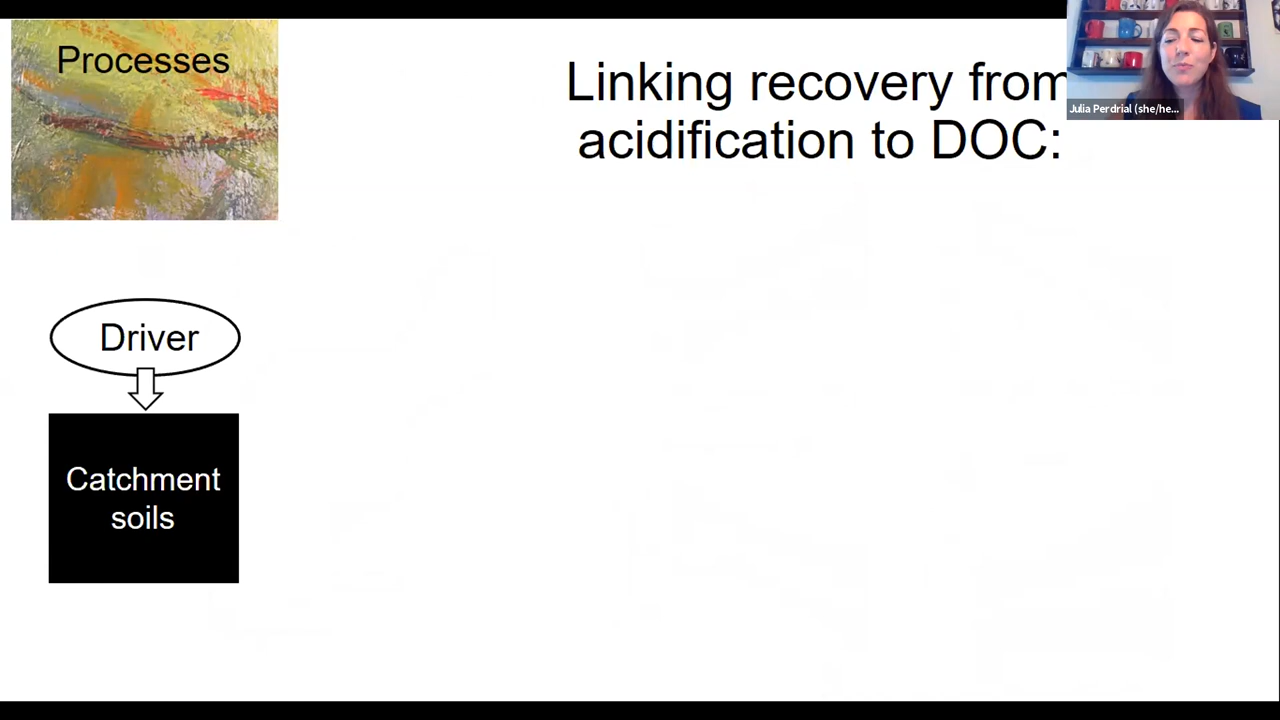 Processes
Linking recovery from
acidification to DOC:
Julia Perdrial (she/he...
Driver
Catchment
soils